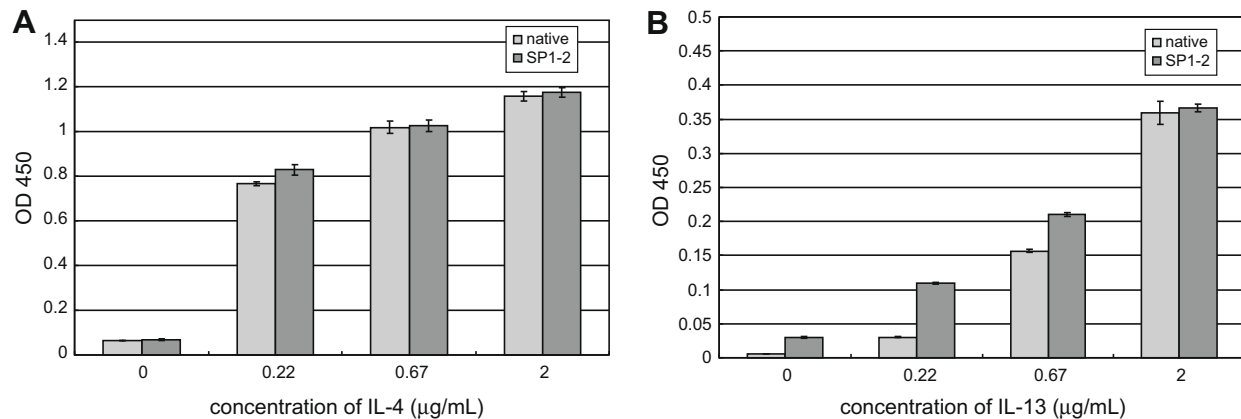 A
1.4
1.2
1
0.8
0.6
0.4
0.2
0
OD 450
native
SP1-2
0 0.22 0.67 2
concentration of IL-4 (μg/mL)
B
0.5
0.45
0.4
0.35
0.3
0.25
0.2
0.15
0.1
0.05
0
OD 450
native
SP1-2
0 0.22 0.67 2
concentration of IL-13 (μg/mL)